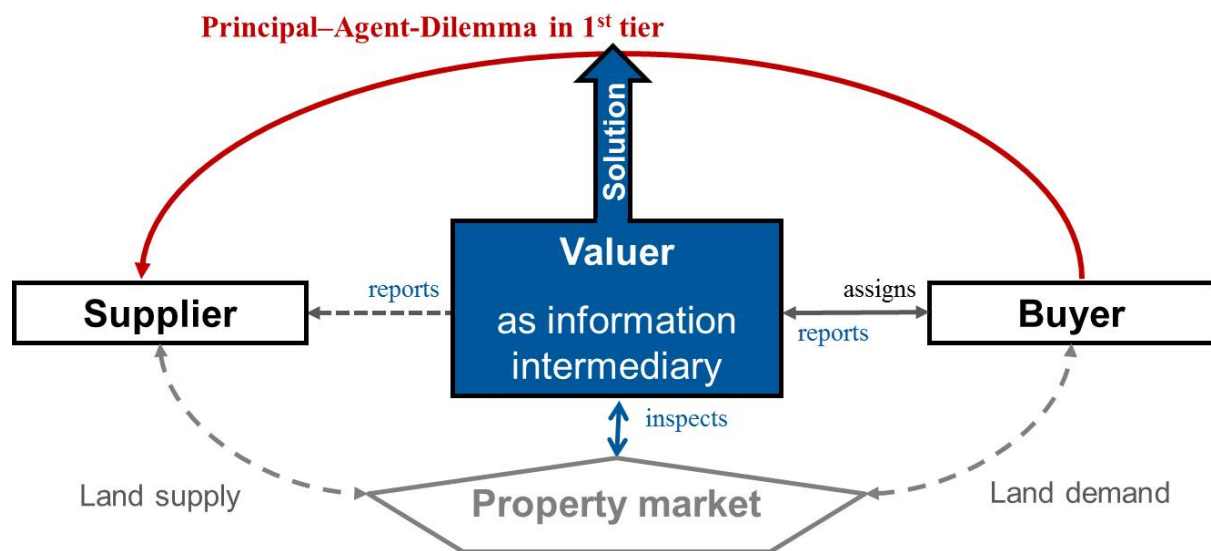 Principal–Agent-Dilemma in 1st tier
Solution
Valuer
as information
intermediary
Supplier
reports
assigns
reports
Buyer
inspects
Land supply
Property market
Land demand